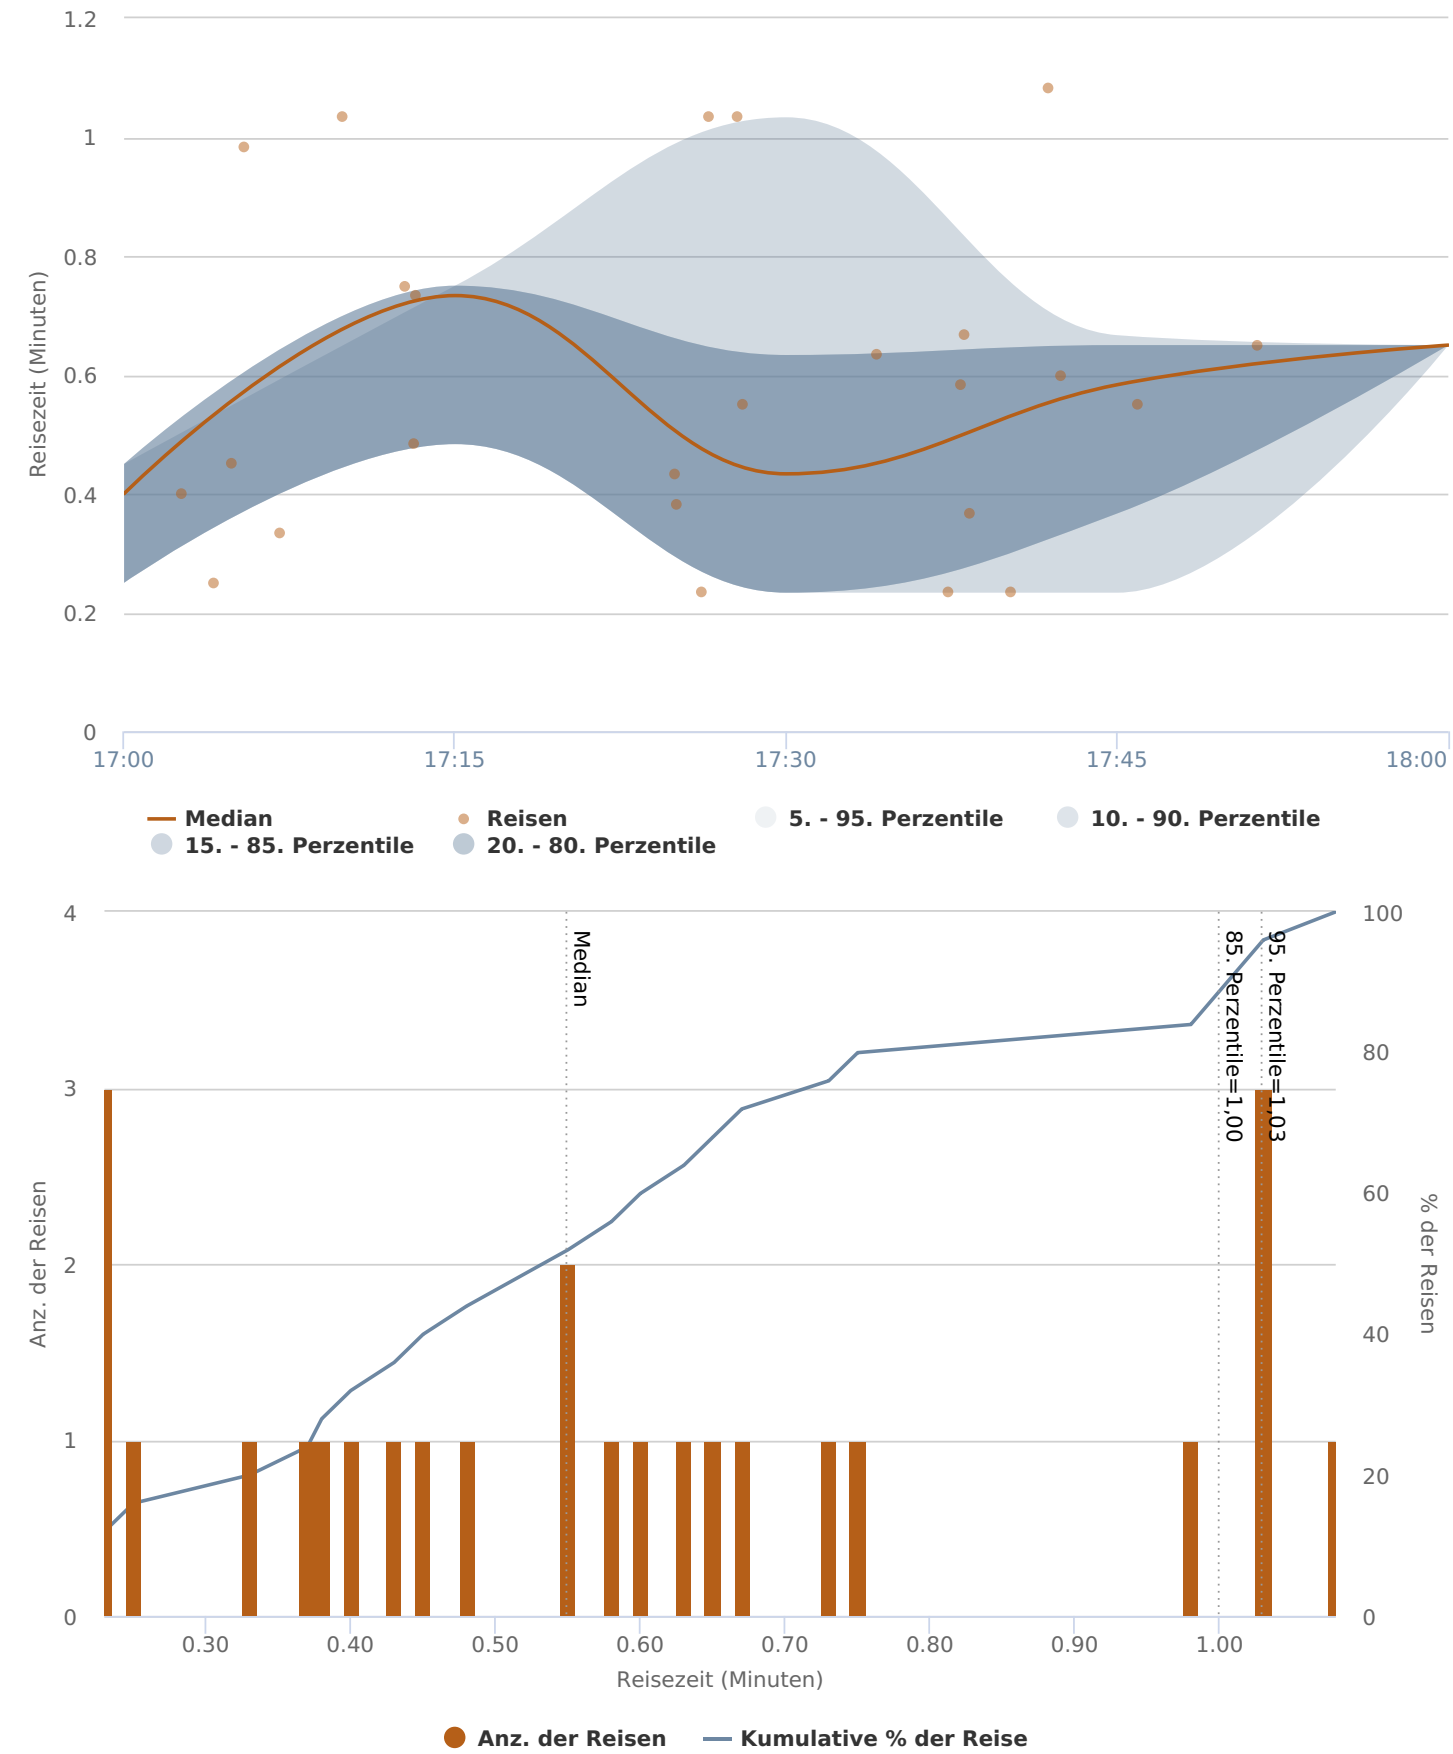 1.2
1
0.8
0.6
0.4
0.2
0
Reisezeit (Minuten)
17:00 17:15 17:30 17:45 18:00
Median Reisen 5. - 95. Perzentile 10. - 90. Perzentile
15. - 85. Perzentile 20. - 80. Perzentile
4
3
2
1
0
Anz. der Reisen
Median
85. Perzentile=1,00
95. Perzentile=1,03
100
80
60
40
20
0
% der Reisen
0.30 0.40 0.50 0.60 0.70 0.80 0.90 1.00
Reisezeit (Minuten)
Anz. der Reisen Kumulative % der Reise